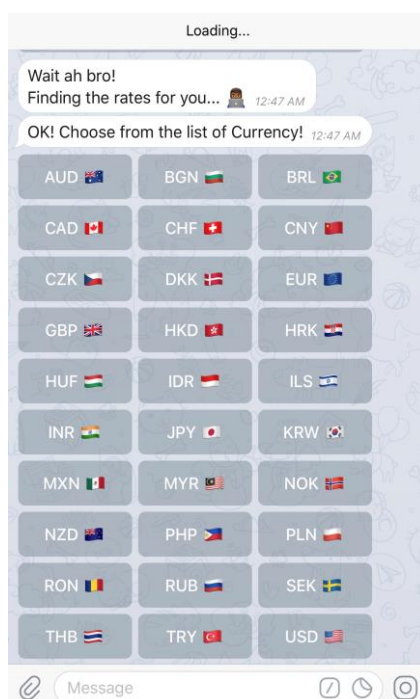 Loading...
Wait ah bro!
Finding the rates for you... 12:47 AM
OK! Choose from the list of Currency! 12:47 AM
AUD BGN BRL
CAD CHF CNY
CZK DKK EUR
GBP HKD HRK
HUF IDR ILS
INR JPY KRW
MXN MYR NOK
NZD PHP PLN
RON RUB SEK
THB TRY USD
Message